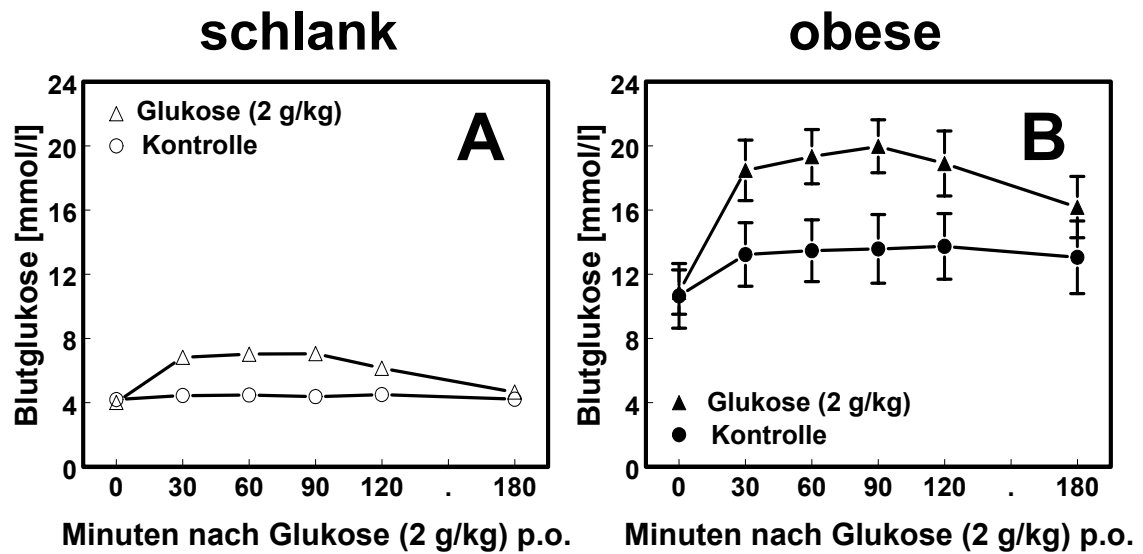 schlank
obese
Blutglukose [mmol/l]
24
20
16
12
8
4
0
△ Glukose (2 g/kg)
○ Kontrolle
A
0 30 60 90 120 . 180
Minuten nach Glukose (2 g/kg) p.o.
Blutglukose [mmol/l]
24
20
16
12
8
4
0
B
▲ Glukose (2 g/kg)
● Kontrolle
0 30 60 90 120 . 180
Minuten nach Glukose (2 g/kg) p.o.